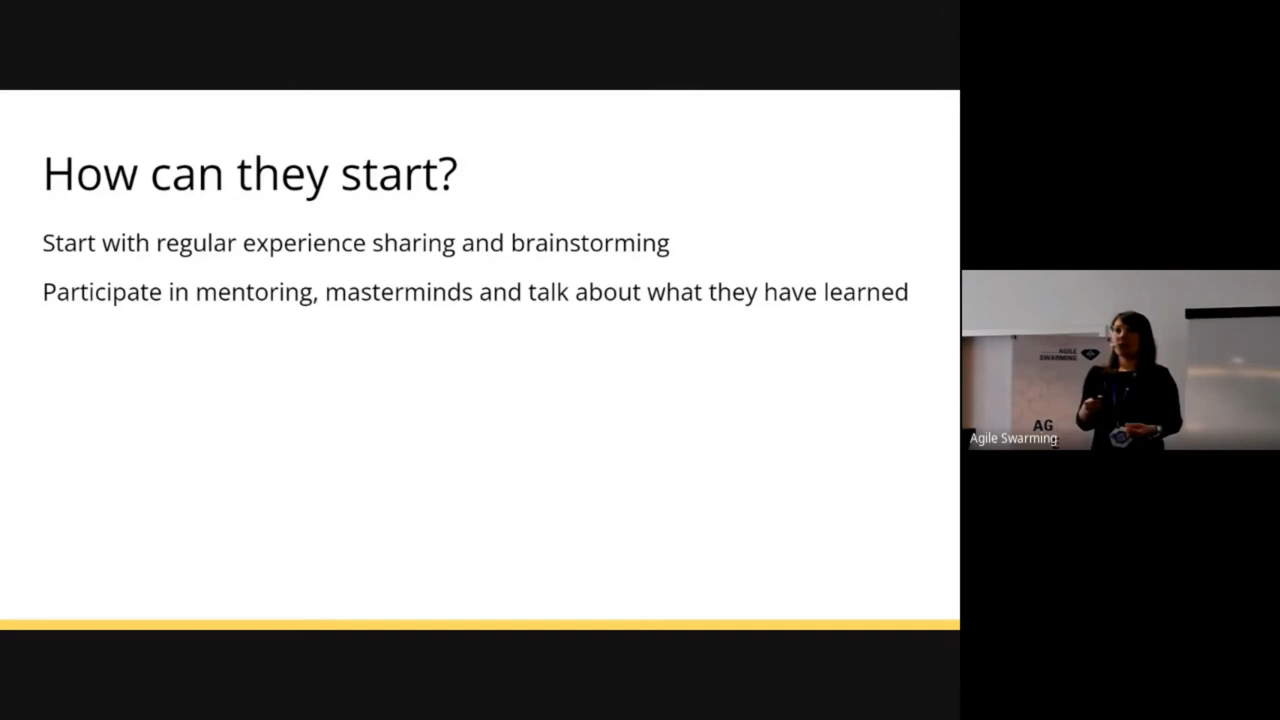 How can they start?
Start with regular experience sharing and brainstorming
Participate in mentoring, masterminds and talk about what they have learned
AGILE
SWARMING
AG
Agile Swarming